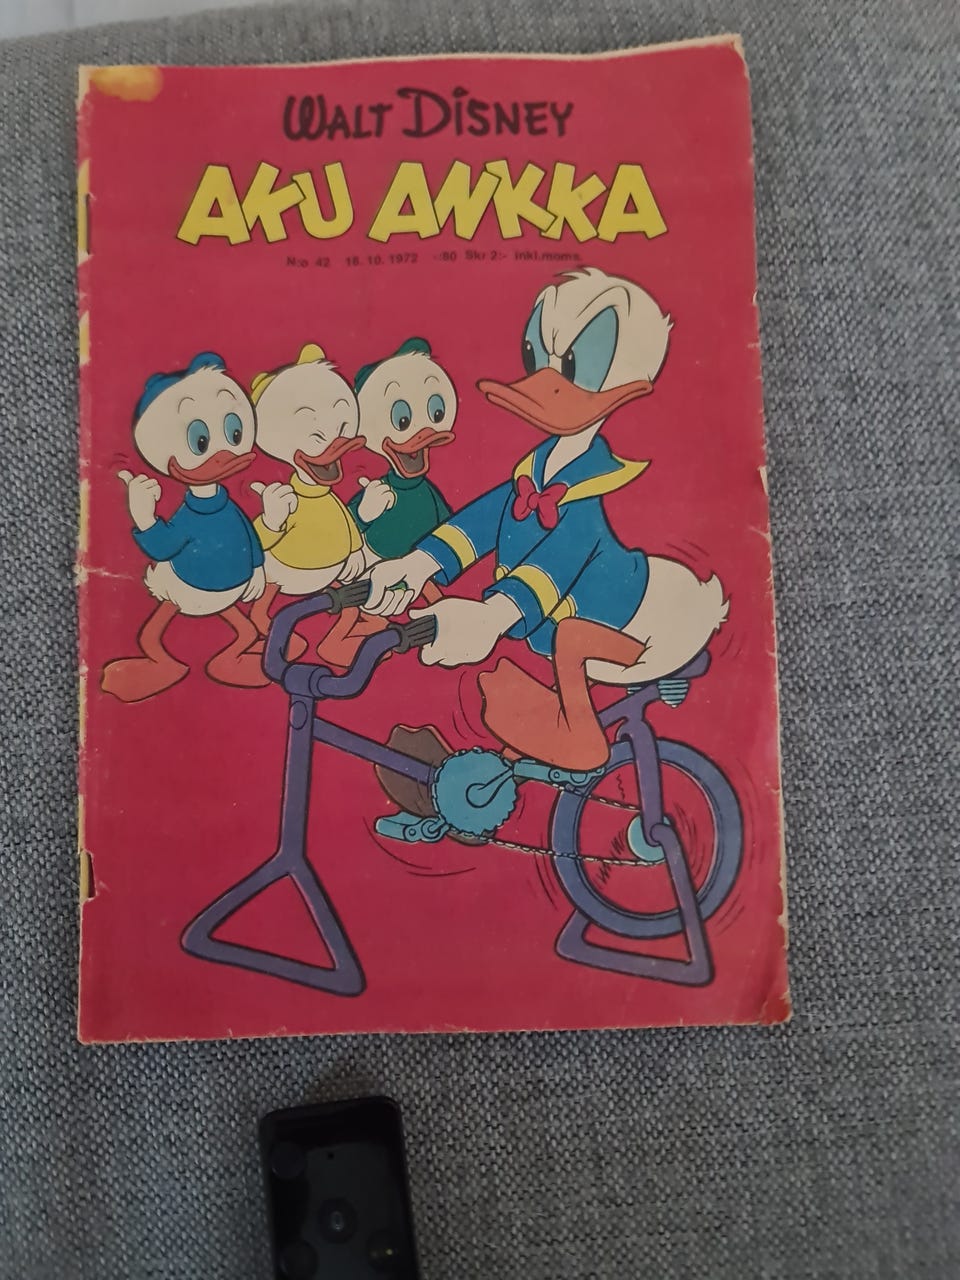 WALT DISNEY
AKU ANKKA
N:o 42 18.10.1972 -:80 Skr 2:- inkl.moms.